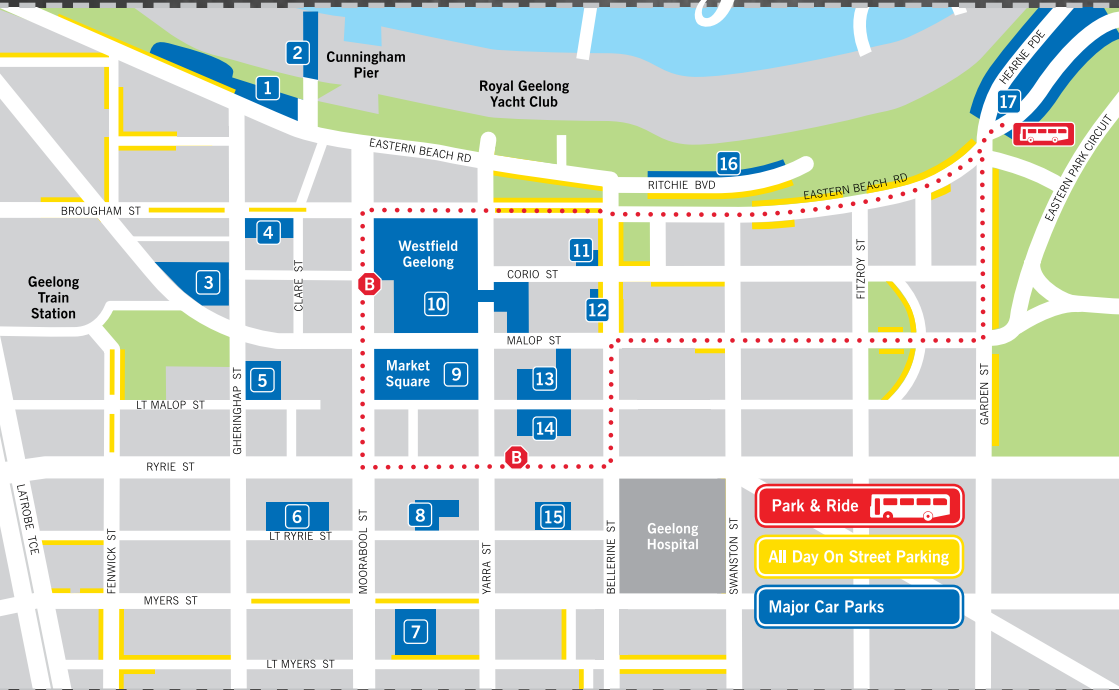 2
Cunningham
Pier
1
Royal Geelong
Yacht Club
HEARNE PDE
17
EASTERN BEACH RD
16
RITCHIE BVD
EASTERN BEACH RD
EASTERN PARK CIRCUIT
BROUGHAM ST
4
Westfield
Geelong
11
3
CLARE ST
B
CORIO ST
FITZROY ST
Geelong
Train
Station
10
12
MALOP ST
Market
Square
9
13
5
GHERINGHAP ST
LT MALOP ST
GARDEN ST
14
B
RYRIE ST
LATROBE TCE
6
8
15
LT RYRIE ST
FENWICK ST
MOORABOOL ST
YARRA ST
BELLERINE ST
Geelong
Hospital
SWANSTON ST
Park & Ride
All Day On Street Parking
Major Car Parks
MYERS ST
7
LT MYERS ST